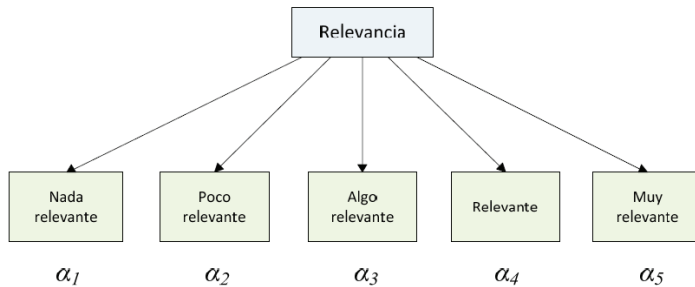 Relevancia
Nada
relevante
Poco
relevante
Algo
relevante
Relevante
Muy
relevante
α1
α2
α3
α4
α5